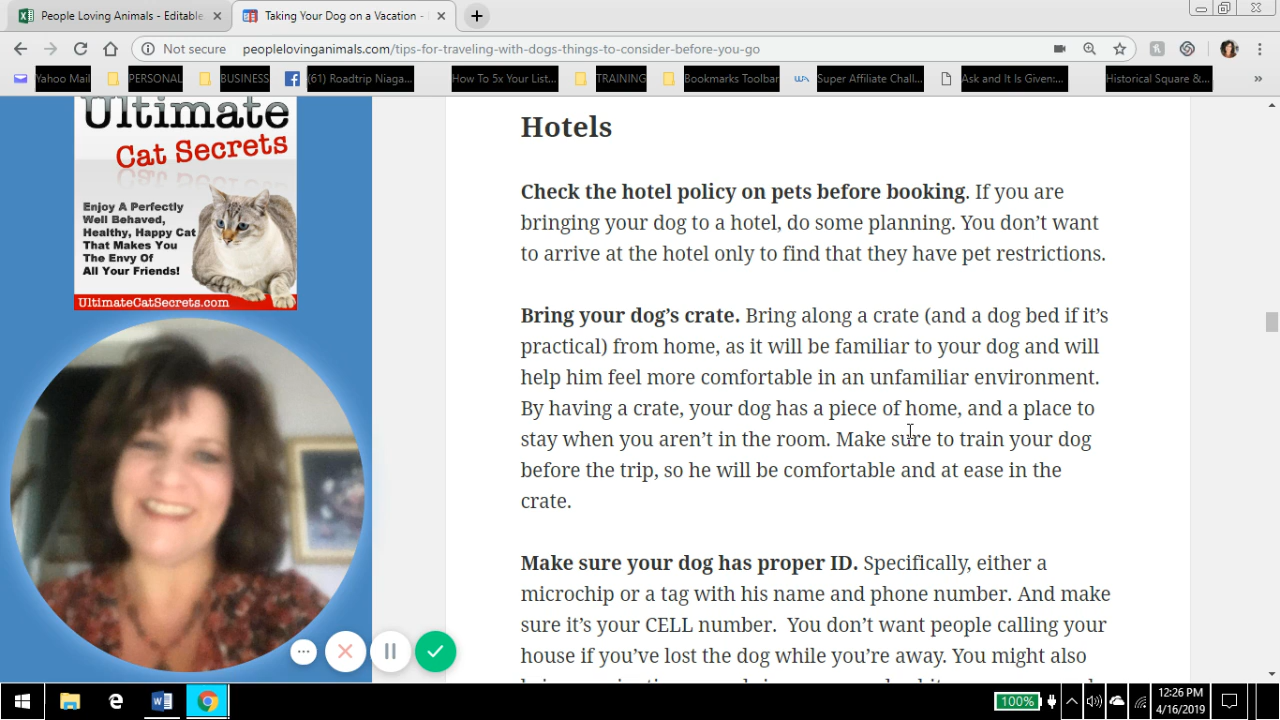 People Loving Animals - Editable
Taking Your Dog on a Vacation -
Not secure
peoplelovinganimals.com/tips-for-traveling-with-dogs-things-to-consider-before-you-go
Yahoo Mail
PERSONAL
BUSINESS
(61) Roadtrip Niaga...
How To 5x Your List...
TRAINING
Bookmarks Toolbar
Super Affiliate Chall...
Ask and It Is Given:...
Historical Square &...
Ultimate
Cat Secrets
Enjoy A Perfectly
Well Behaved,
Healthy, Happy Cat
That Makes You
The Envy Of
All Your Friends!
UltimateCatSecrets.com
Hotels
Check the hotel policy on pets before booking. If you are
bringing your dog to a hotel, do some planning. You don’t want
to arrive at the hotel only to find that they have pet restrictions.
Bring your dog’s crate. Bring along a crate (and a dog bed if it’s
practical) from home, as it will be familiar to your dog and will
help him feel more comfortable in an unfamiliar environment.
By having a crate, your dog has a piece of home, and a place to
stay when you aren’t in the room. Make sure to train your dog
before the trip, so he will be comfortable and at ease in the
crate.
Make sure your dog has proper ID. Specifically, either a
microchip or a tag with his name and phone number. And make
sure it’s your CELL number. You don’t want people calling your
house if you’ve lost the dog while you’re away. You might also
100%
12:26 PM
4/16/2019